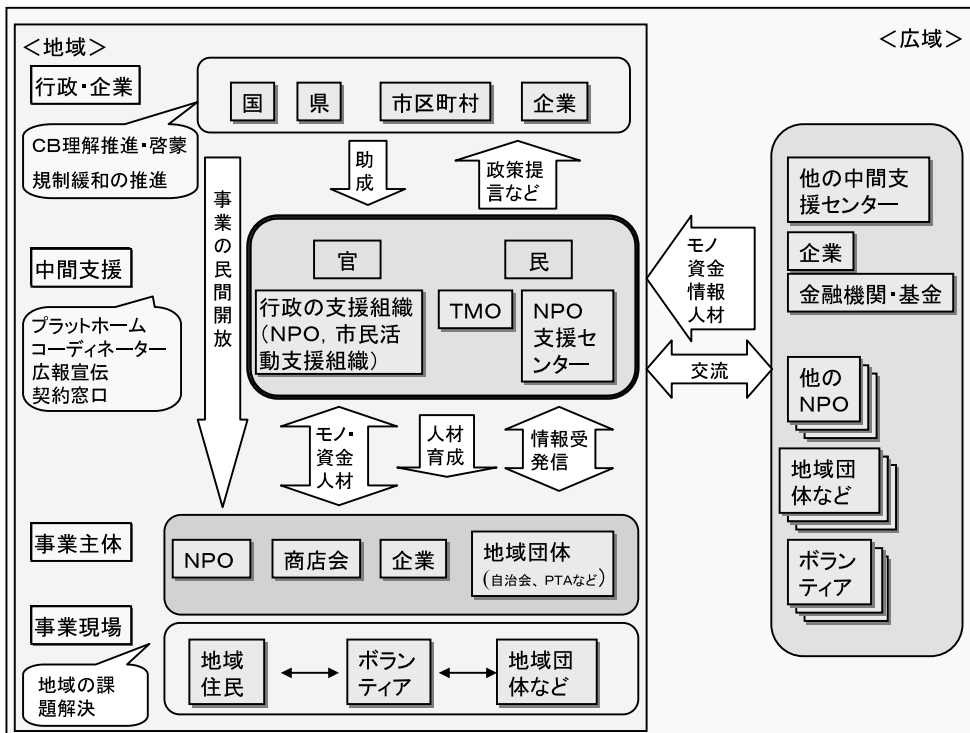 ＜地域＞
＜広域＞
行政・企業
国
県
市区町村
企業
CB理解推進・啓蒙
規制緩和の推進
助
成
政策提
言など
事業の民間開放
中間支援
プラットホーム
コーディネーター
広報宣伝
契約窓口
官
民
行政の支援組織
（NPO，市民活
動支援組織）
TMO
NPO
支援セ
ンター
モノ
資金
情報
人材
交流
他の中間支
援センター
企業
金融機関・基金
他の
NPO
地域団
体など
ボラン
ティア
モノ・
資金
人材
人材
育成
情報受
発信
事業主体
NPO
商店会
企業
地域団体
（自治会、PTAなど）
事業現場
地域の課
題解決
地域
住民
ボラン
ティア
地域団
体など